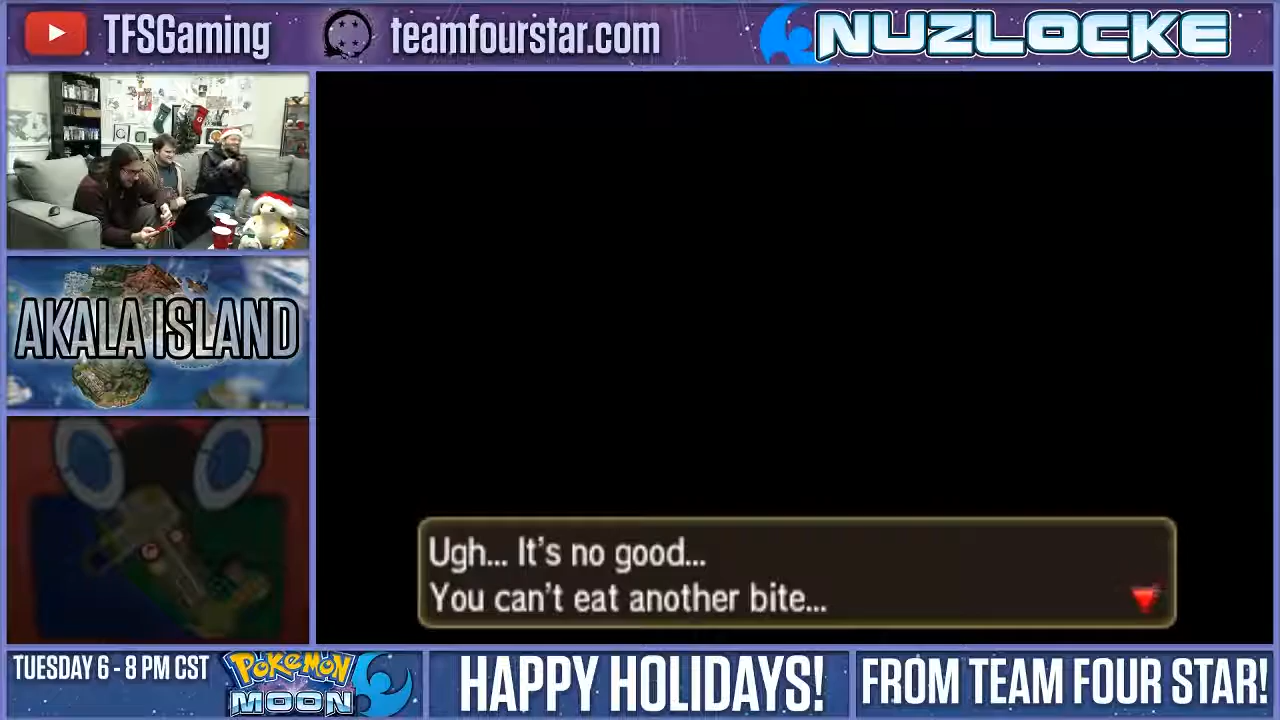 TFSGaming
teamfourstar.com
NUZLOCKE
AKALA ISLAND
Ugh... It's no good...
You can't eat another bite...
TUESDAY 6 - 8 PM CST
POKéMON
MOON
HAPPY HOLIDAYS!
FROM TEAM FOUR STAR!